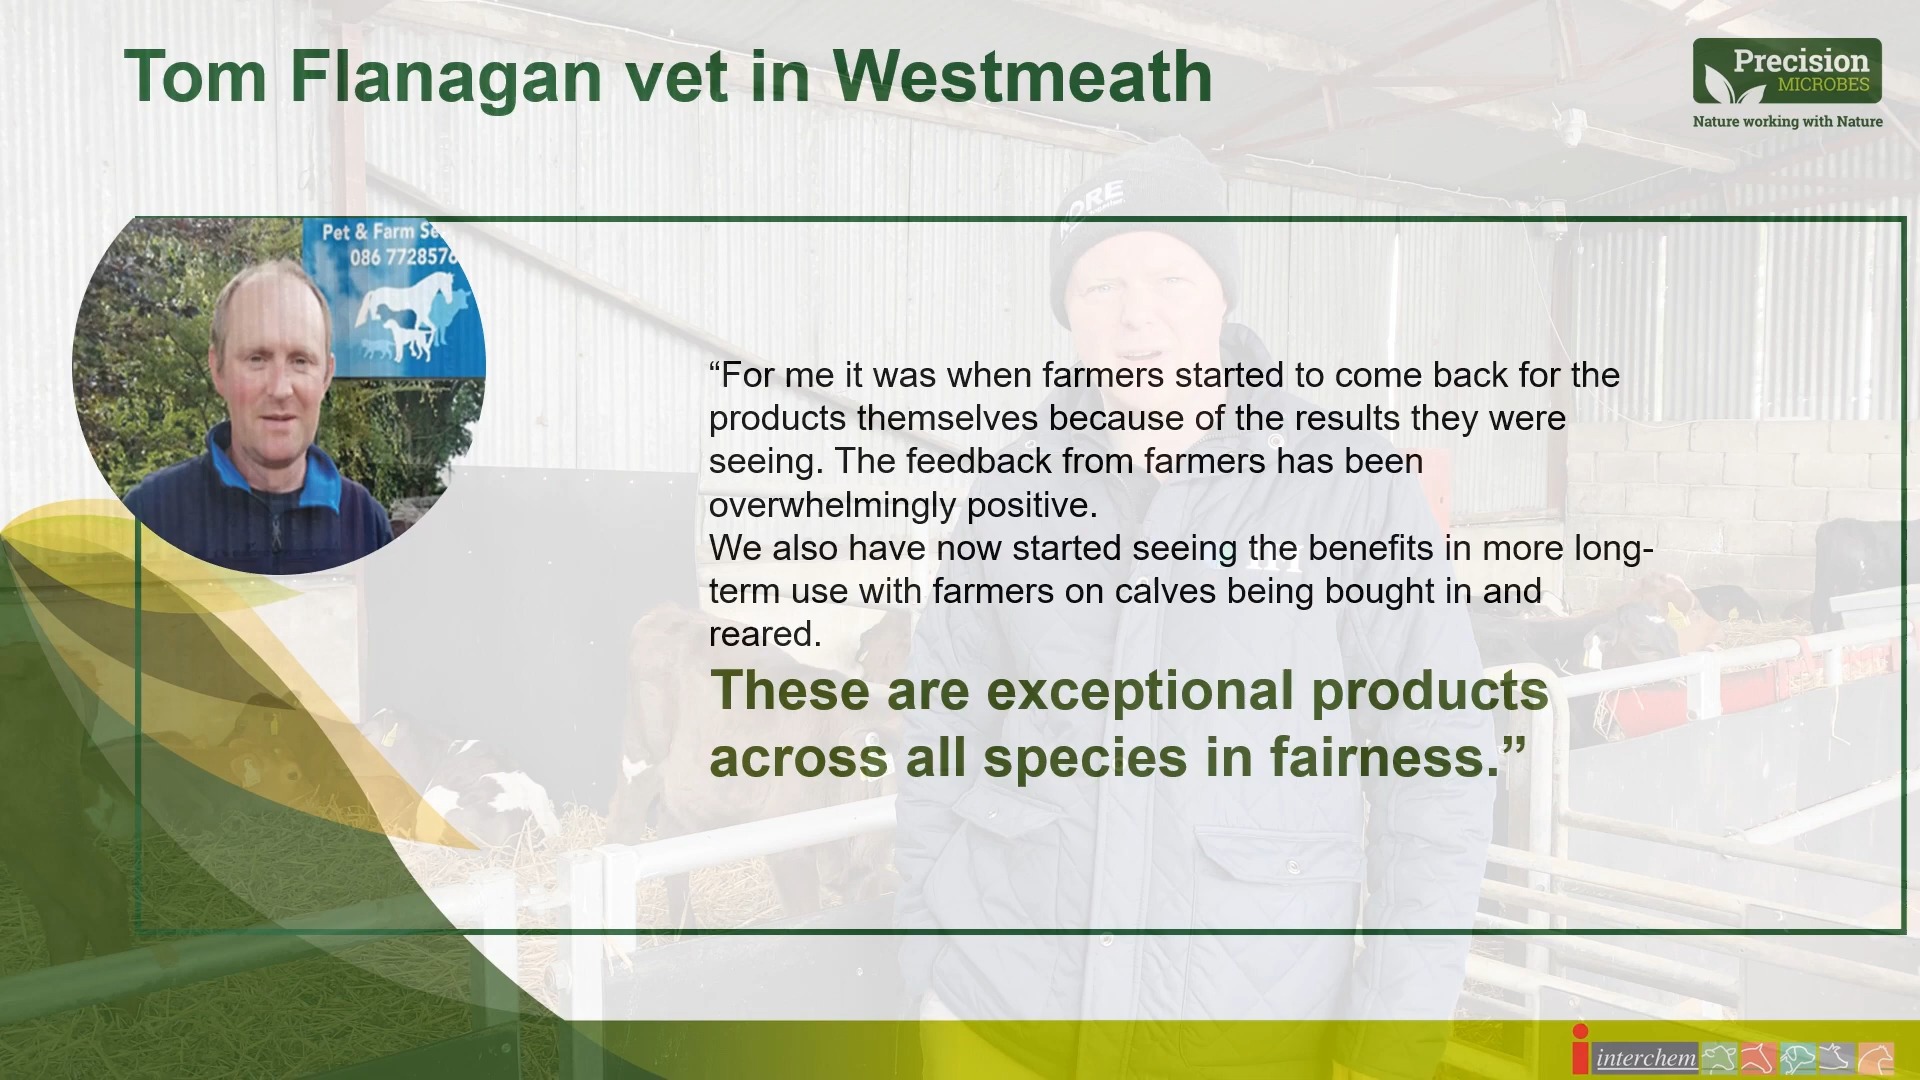 Tom Flanagan vet in Westmeath
Precision
MICROBES
Nature working with Nature
Pet & Farm
086 7728576
“For me it was when farmers started to come back for the
products themselves because of the results they were
seeing. The feedback from farmers has been
overwhelmingly positive.
We also have now started seeing the benefits in more long-
term use with farmers on calves being bought in and
reared.
These are exceptional products
across all species in fairness.”
interchem